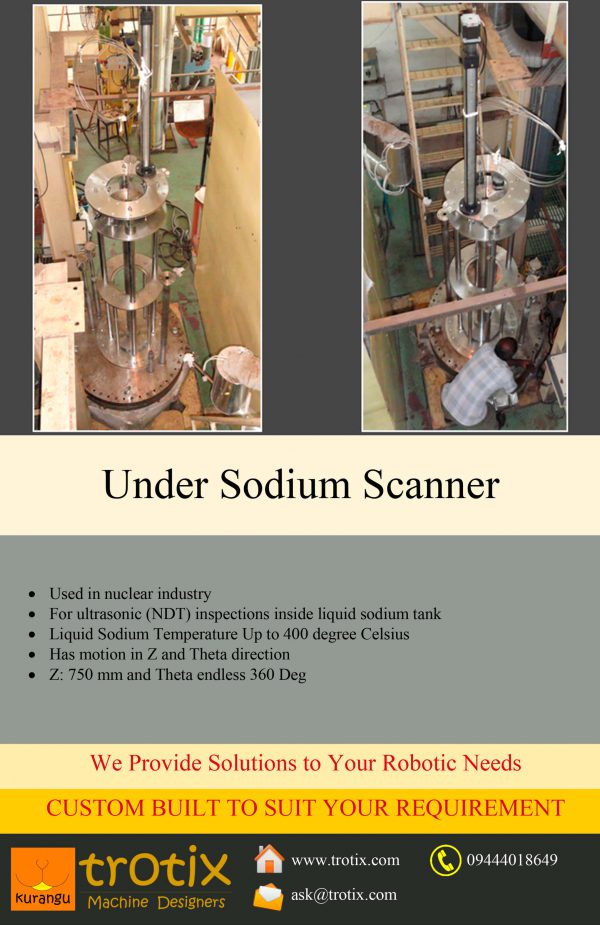 Under Sodium Scanner
• Used in nuclear industry
• For ultrasonic (NDT) inspections inside liquid sodium tank
• Liquid Sodium Temperature Up to 400 degree Celsius
• Has motion in Z and Theta direction
• Z: 750 mm and Theta endless 360 Deg
We Provide Solutions to Your Robotic Needs
CUSTOM BUILT TO SUIT YOUR REQUIREMENT
kurangu
trotix
Machine Designers
www.trotix.com
09444018649
ask@trotix.com